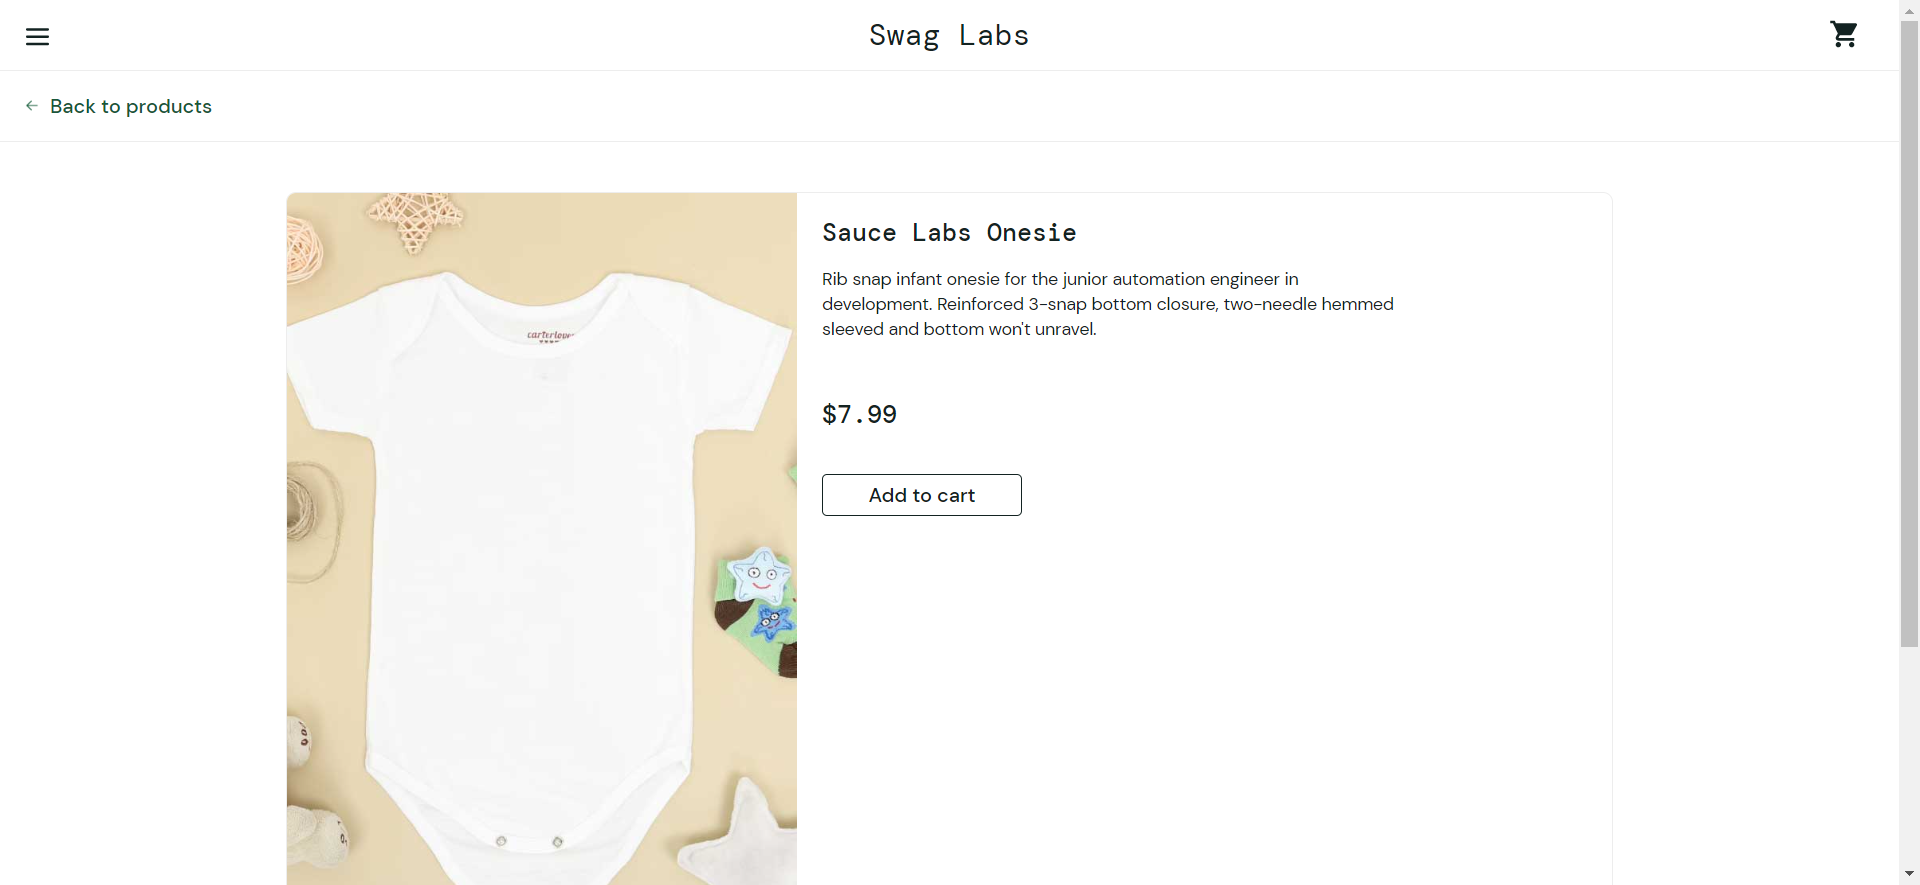 Swag Labs
Back to products
Sauce Labs Onesie
Rib snap infant onesie for the junior automation engineer in
development. Reinforced 3-snap bottom closure, two-needle hemmed
sleeved and bottom won't unravel.
$7.99
Add to cart